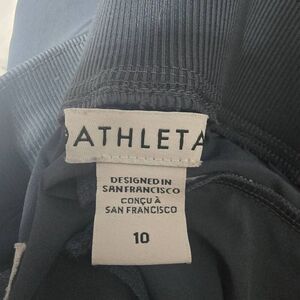 ATHLETA
DESIGNED IN
SAN FRANCISCO
CONÇU À
SAN FRANCISCO
10